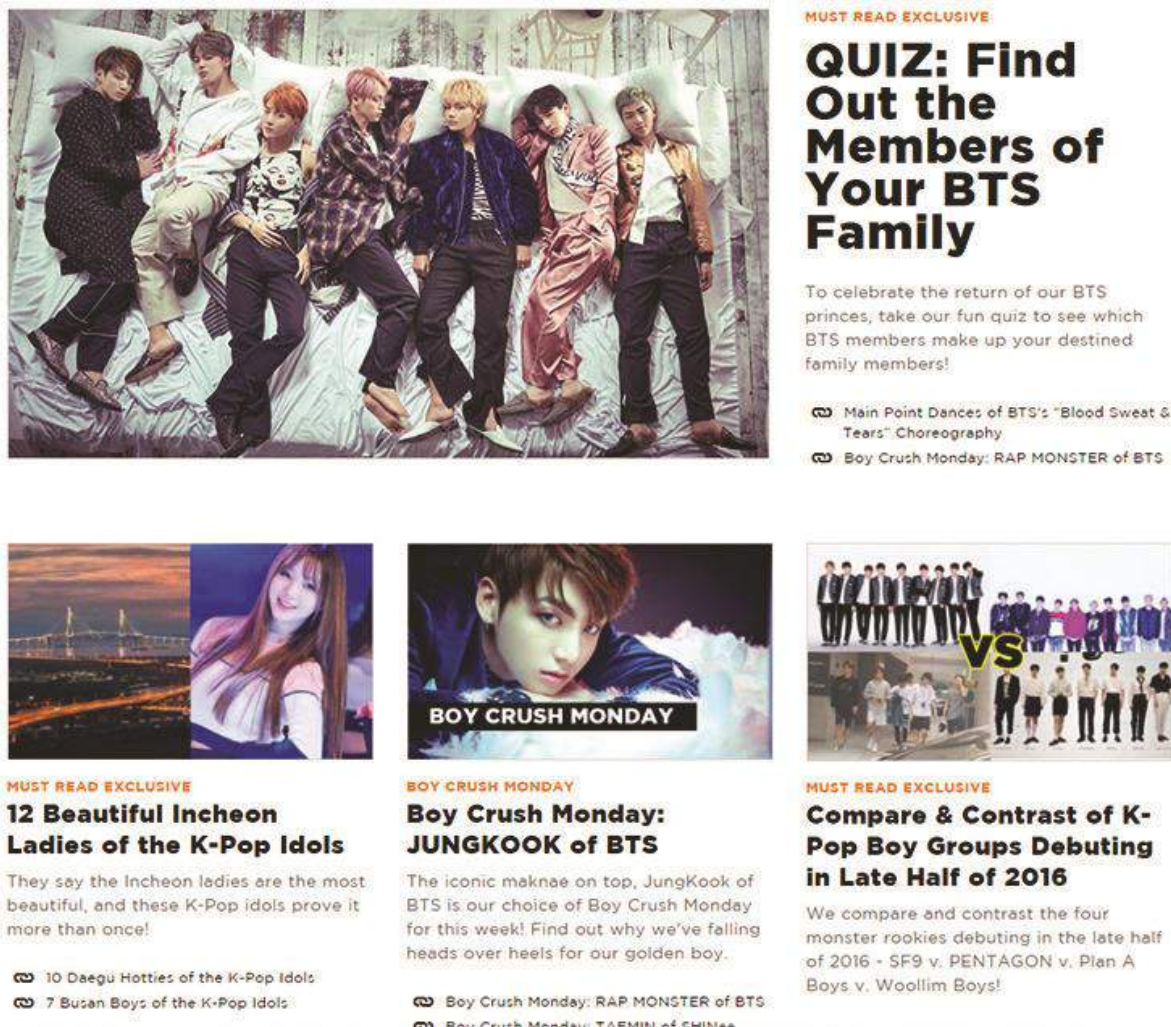 MUST READ EXCLUSIVE
QUIZ: Find
Out the
Members of
Your BTS
Family
To celebrate the return of our BTS
princes, take our fun quiz to see which
BTS members make up your destined
family members!
Main Point Dances of BTS's "Blood Sweat &
Tears" Choreography
Boy Crush Monday: RAP MONSTER of BTS
MUST READ EXCLUSIVE
12 Beautiful Incheon
Ladies of the K-Pop Idols
They say the Incheon ladies are the most
beautiful, and these K-Pop idols prove it
more than once!
10 Daegu Hotties of the K-Pop Idols
7 Busan Boys of the K-Pop Idols
BOY CRUSH MONDAY
BOY CRUSH MONDAY
Boy Crush Monday:
JUNGKOOK of BTS
The iconic maknae on top, JungKook of
BTS is our choice of Boy Crush Monday
for this week! Find out why we've falling
heads over heels for our golden boy.
Boy Crush Monday: RAP MONSTER of BTS
Boy Crush Monday: TAEMIN of SHINee
VS
MUST READ EXCLUSIVE
Compare & Contrast of K-
Pop Boy Groups Debuting
in Late Half of 2016
We compare and contrast the four
monster rookies debuting in the late half
of 2016 - SF9 v. PENTAGON v. Plan A
Boys v. Woollim Boys!